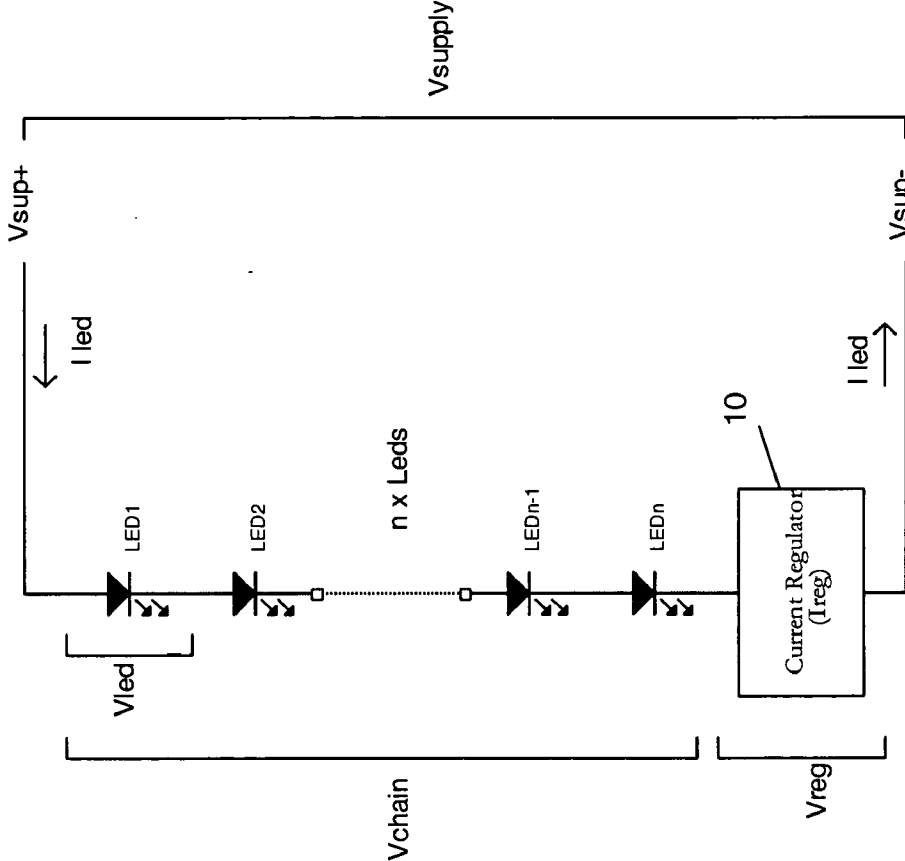 Vsup+
Vsupply
I led
LED1
Vled
LED2
n x Leds
LEDn-1
Vchain
LEDn
10
Current Regulator
(Ireg)
Vreg
I led
Vsup-